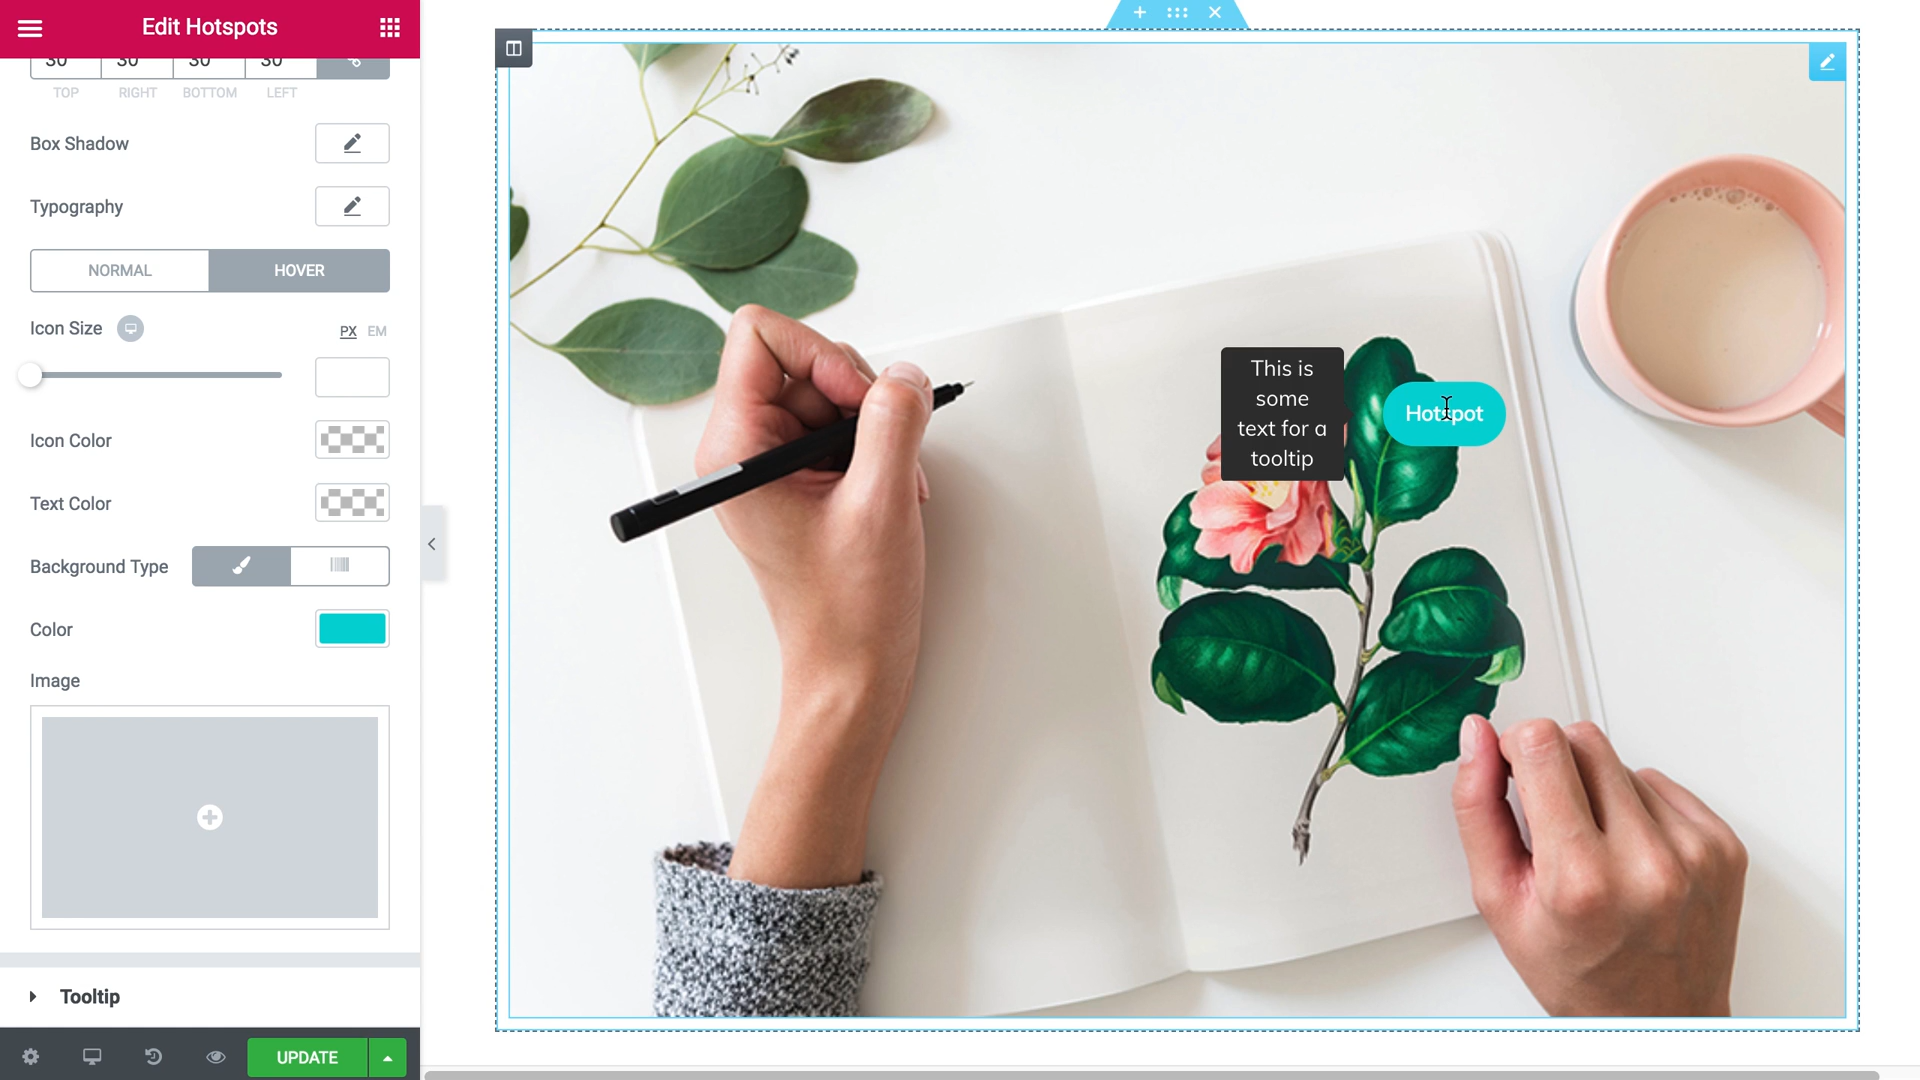 Edit Hotspots
30 30 30 30
TOP RIGHT BOTTOM LEFT
Box Shadow
Typography
NORMAL HOVER
Icon Size PX EM
Icon Color
Text Color
Background Type
Color
Image
Tooltip
UPDATE
This is
some
text for a
tooltip
Hotspot